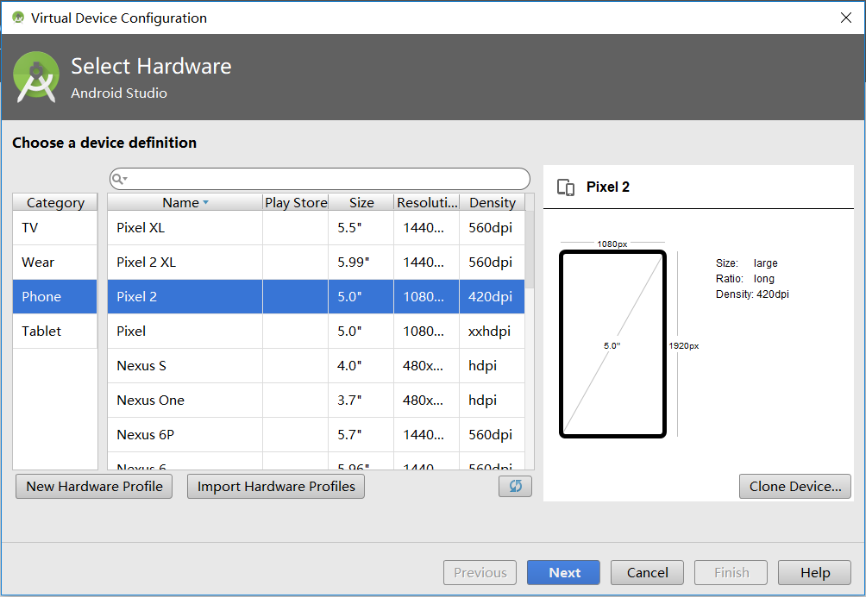 Virtual Device Configuration
Select Hardware
Android Studio
Choose a device definition
Category
TV
Wear
Phone
Tablet
Name Play Store Size Resoluti... Density
Pixel XL 5.5" 1440... 560dpi
Pixel 2 XL 5.99" 1440... 560dpi
Pixel 2 5.0" 1080... 420dpi
Pixel 5.0" 1080... xxhdpi
Nexus S 4.0" 480x... hdpi
Nexus One 3.7" 480x... hdpi
Nexus 6P 5.7" 1440... 560dpi
Nexus 6 5.96" 1440... 560dpi
New Hardware Profile Import Hardware Profiles
Pixel 2
1080px
5.0"
1920px
Size: large
Ratio: long
Density: 420dpi
Clone Device...
Previous Next Cancel Finish Help